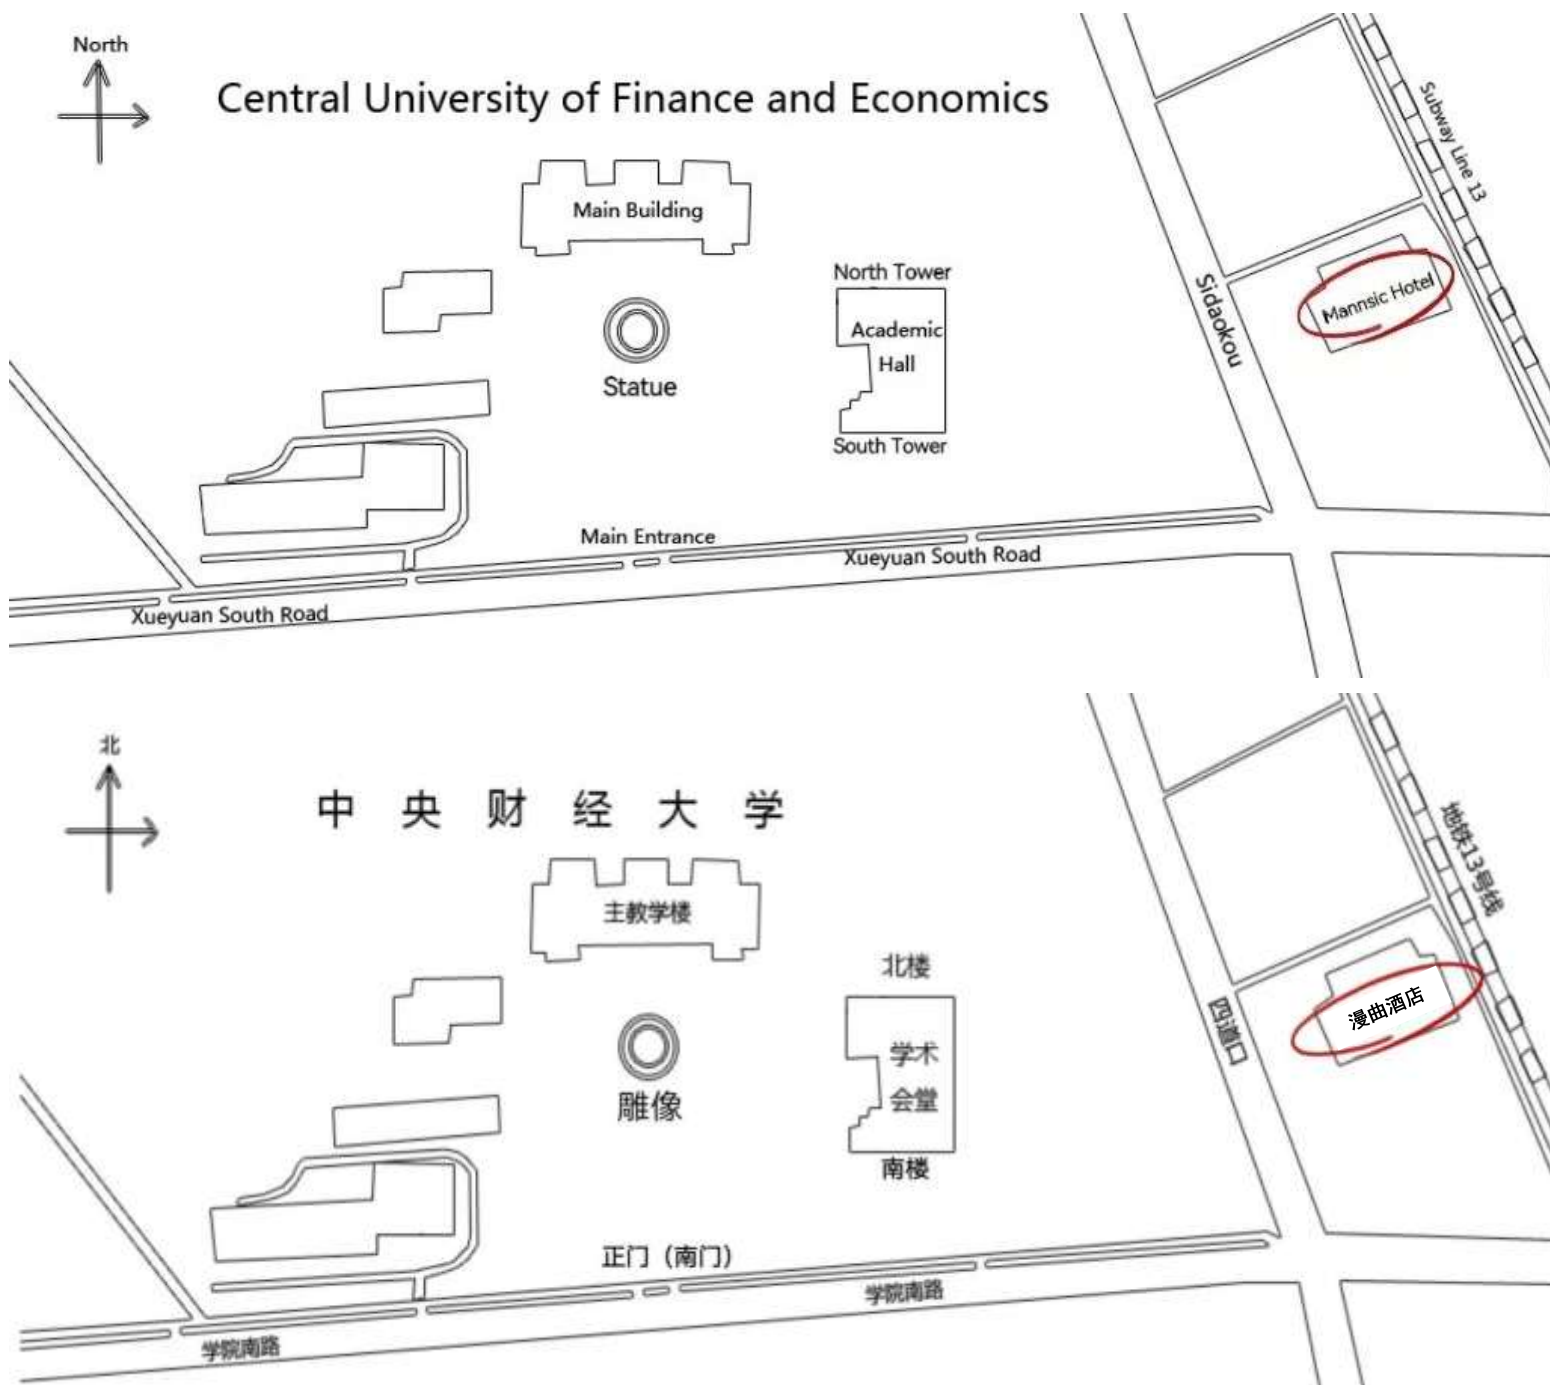 North
Central University of Finance and Economics
Subway Line 13
Main Building
North Tower
Mannsic Hotel
Sidaokou
Academic
Hall
Statue
South Tower
Main Entrance
Xueyuan South Road
Xueyuan South Road
北
中央财经大学
地铁13号线
主教学楼
北楼
漫曲酒店
四道口
学术
会堂
雕像
南楼
正门（南门）
学院南路
学院南路